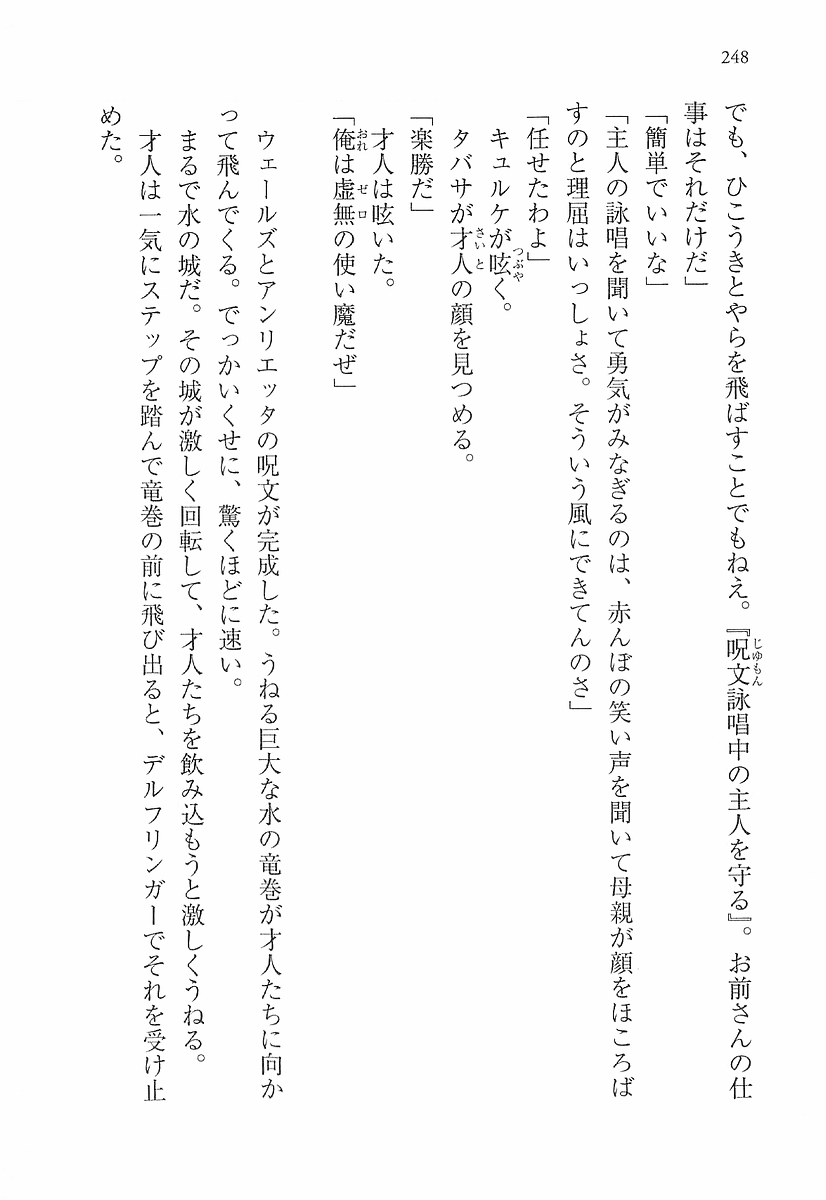 248
でも、ひこうきとやらを飛ばすことでもねえ。『呪文詠唱中の主人を守る』。お前さんの仕
事はそれだけだ」
「簡単でいいな」
「主人の詠唱を聞いて勇気がみなぎるのは、赤んぼの笑い声を聞いて母親が顔をほころば
すのと理屈はいっしょさ。そういう風にできてんのさ」
「任せたわよ」
キュルケが呟く。
タバサが才人の顔を見つめる。
「楽勝だ」
才人は呟いた。
「俺は虚無の使い魔だぜ」
ウェールズとアンリエッタの呪文が完成した。うねる巨大な水の竜巻が才人たちに向か
って飛んでくる。でっかいくせに、驚くほどに速い。
まるで水の城だ。その城が激しく回転して、才人たちを飲み込もうと激しくうねる。
才人は一気にステップを踏んで竜巻の前に飛び出ると、デルフリンガーでそれを受け止
めた。